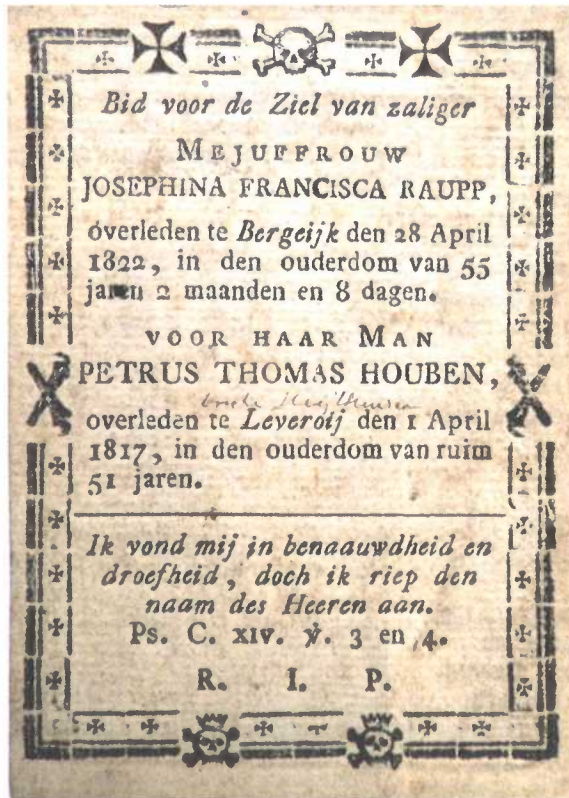 Bid voor de Ziel van zaliger
MEJUFFROUW
JOSEPHINA FRANCISCA RAUPP,
overleden te Bergeijk den 28 April
1822, in den ouderdom van 55
jaren 2 maanden en 8 dagen.
VOOR HAAR MAN
PETRUS THOMAS HOUBEN,
overleden te Leveroij den 1 April
1817, in den ouderdom van ruim
51 jaren.
Ik vond mij in benaauwdheid en
droefheid, doch ik riep den
naam des Heeren aan.
Ps. C. XIV. ℣. 3 en 4.
R. I. P.